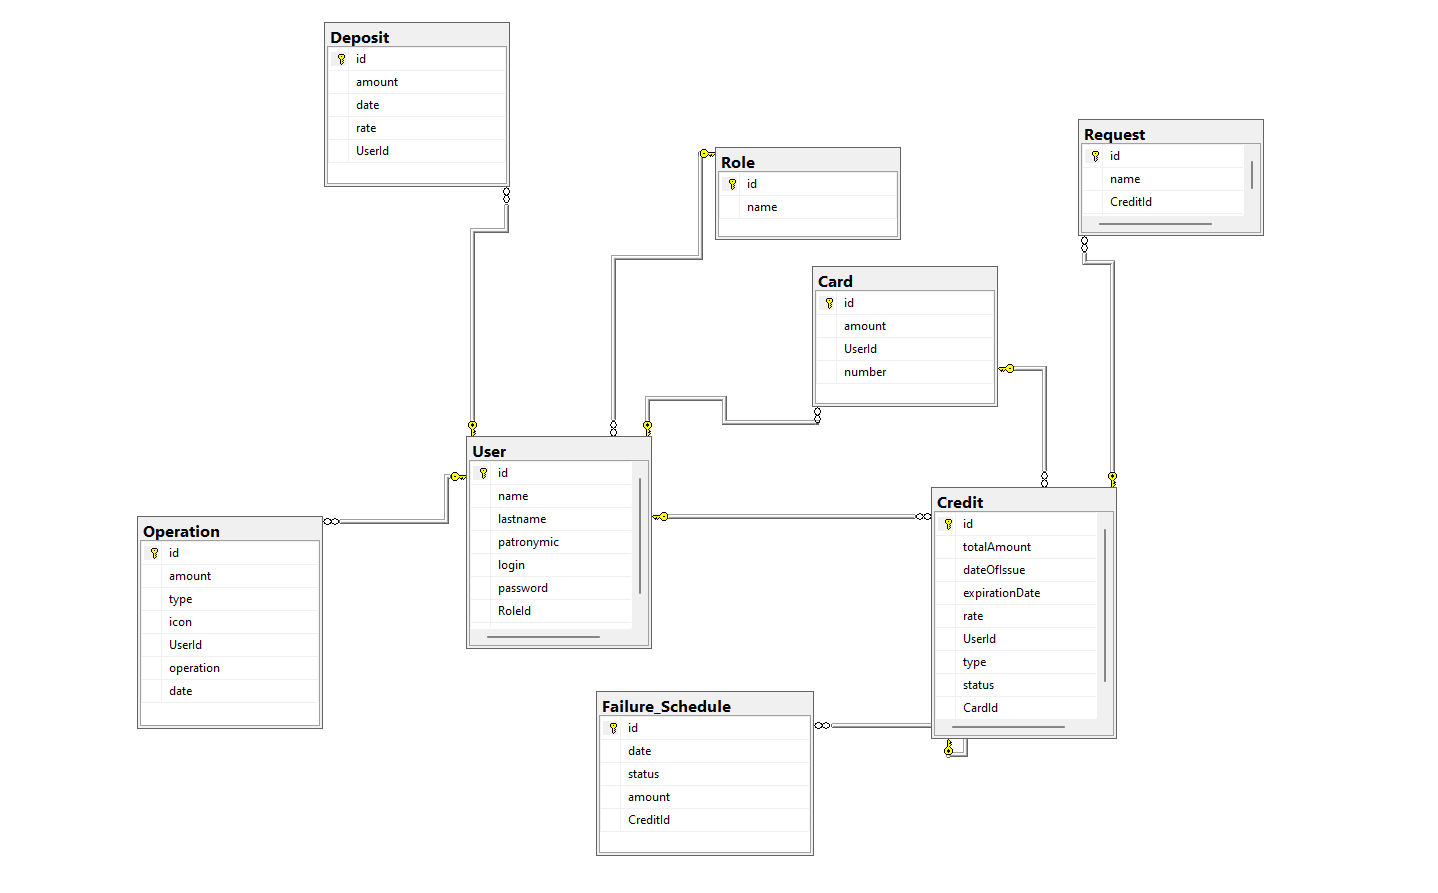 Deposit
id
amount
date
rate
UserId
Role
id
name
Request
id
name
CreditId
Card
id
amount
UserId
number
User
id
name
lastname
patronymic
login
password
RoleId
Credit
id
totalAmount
dateOfIssue
expirationDate
rate
UserId
type
status
CardId
Operation
id
amount
type
icon
UserId
operation
date
Failure_Schedule
id
date
status
amount
CreditId